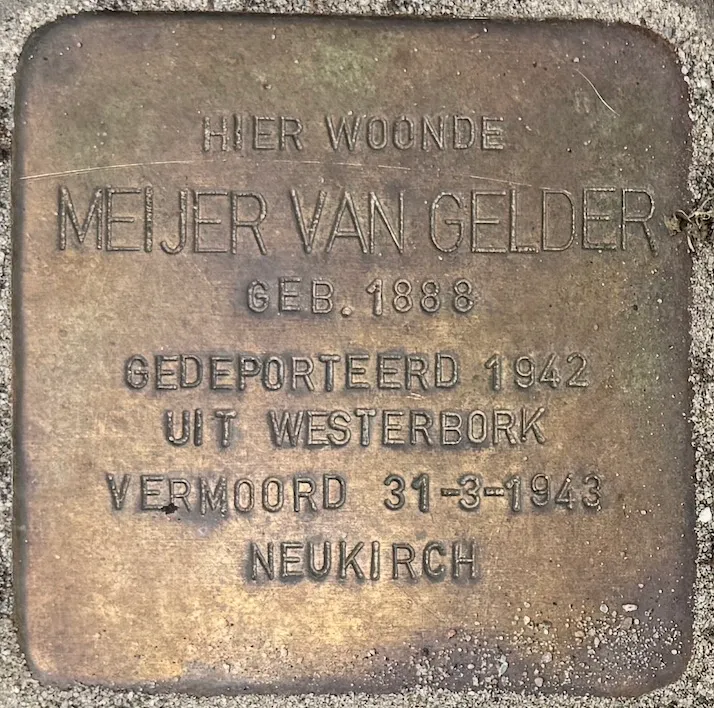 HIER WOONDE
MEIJER VAN GELDER
GEB. 1888
GEDEPORTEERD 1942
UIT WESTERBORK
VERMOORD 31-3-1943
NEUKIRCH